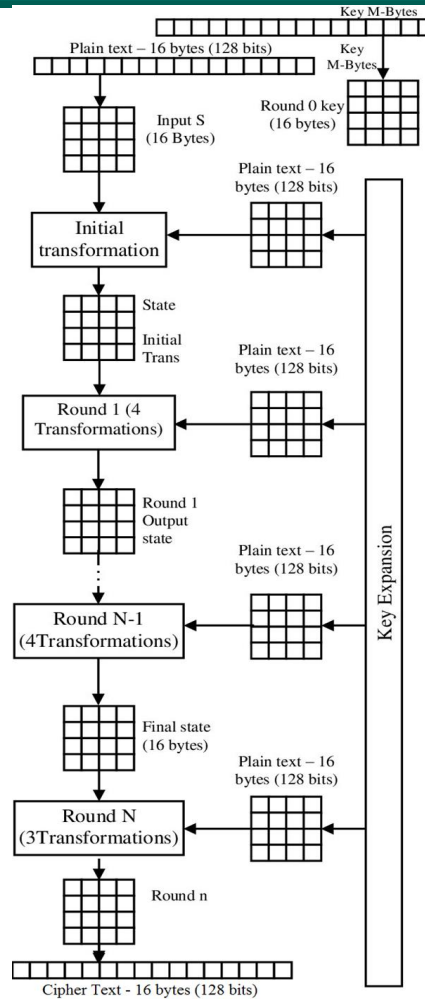 Key M-Bytes
Plain text – 16 bytes (128 bits)
Key
M-Bytes
Input S
(16 Bytes)
Round 0 key
(16 bytes)
Plain text – 16
bytes (128 bits)
Initial
transformation
State
Initial
Trans
Plain text – 16
bytes (128 bits)
Round 1 (4
Transformations)
Round 1
Output
state
Plain text – 16
bytes (128 bits)
Key Expansion
Round N-1
(4Transformations)
Final state
(16 bytes)
Plain text – 16
bytes (128 bits)
Round N
(3Transformations)
Round n
Cipher Text - 16 bytes (128 bits)